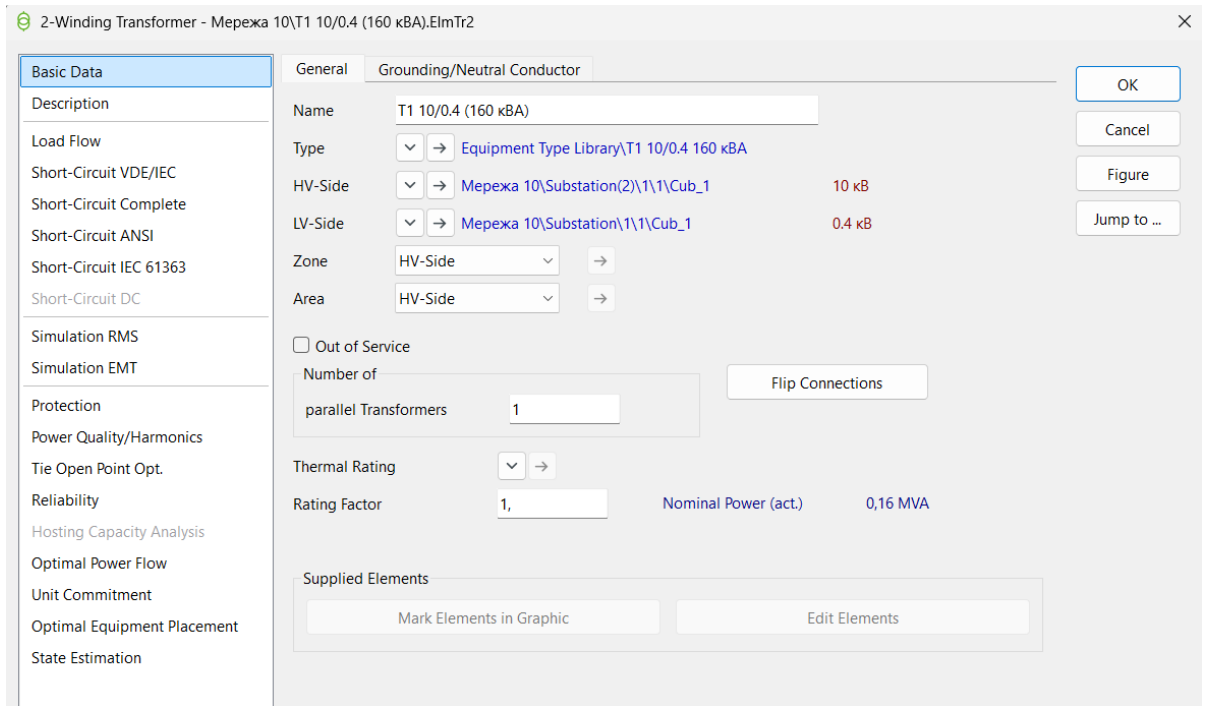 2-Winding Transformer - Мережа 10\T1 10/0.4 (160 кВА).ElmTr2
Basic Data
Description
Load Flow
Short-Circuit VDE/IEC
Short-Circuit Complete
Short-Circuit ANSI
Short-Circuit IEC 61363
Short-Circuit DC
Simulation RMS
Simulation EMT
Protection
Power Quality/Harmonics
Tie Open Point Opt.
Reliability
Hosting Capacity Analysis
Optimal Power Flow
Unit Commitment
Optimal Equipment Placement
State Estimation
General Grounding/Neutral Conductor
Name T1 10/0.4 (160 кВА)
Type Equipment Type Library\T1 10/0.4 160 кВА
HV-Side Мережа 10\Substation(2)\1\1\Cub_1 10 кВ
LV-Side Мережа 10\Substation\1\1\Cub_1 0.4 кВ
Zone HV-Side
Area HV-Side
Out of Service
Number of
parallel Transformers 1
Flip Connections
Thermal Rating
Rating Factor 1, Nominal Power (act.) 0,16 MVA
Supplied Elements
Mark Elements in Graphic Edit Elements
OK
Cancel
Figure
Jump to ...